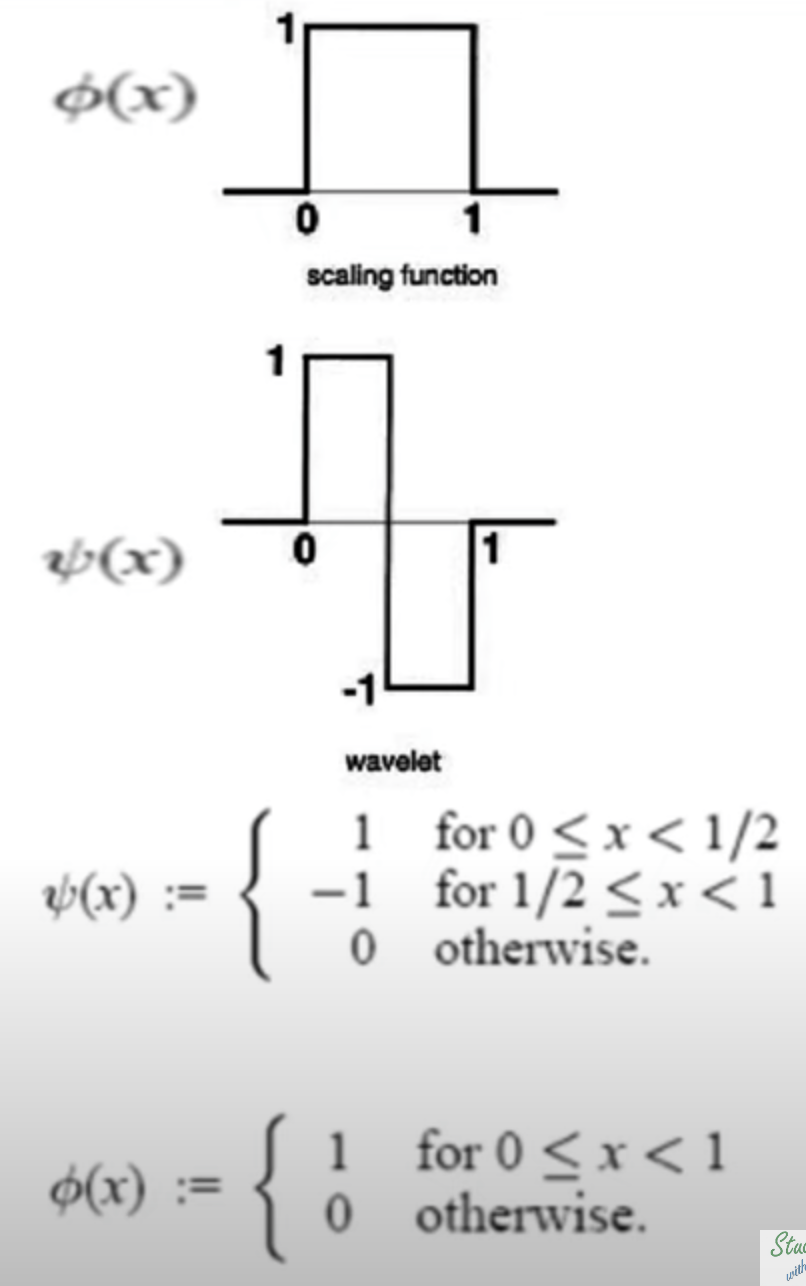 1
ϕ(x)
0 1
scaling function
1
ψ(x)
0 1
-1
wavelet
ψ(x) := { 1 for 0 ≤ x < 1/2
−1 for 1/2 ≤ x < 1
0 otherwise.
ϕ(x) := { 1 for 0 ≤ x < 1
0 otherwise.
with